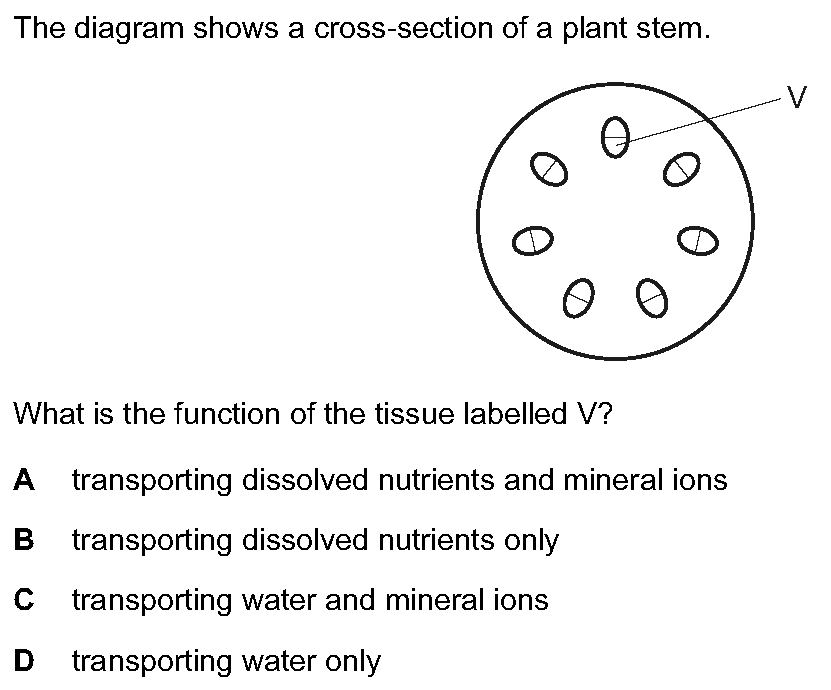 The diagram shows a cross-section of a plant stem.
V
What is the function of the tissue labelled V?
A transporting dissolved nutrients and mineral ions
B transporting dissolved nutrients only
C transporting water and mineral ions
D transporting water only